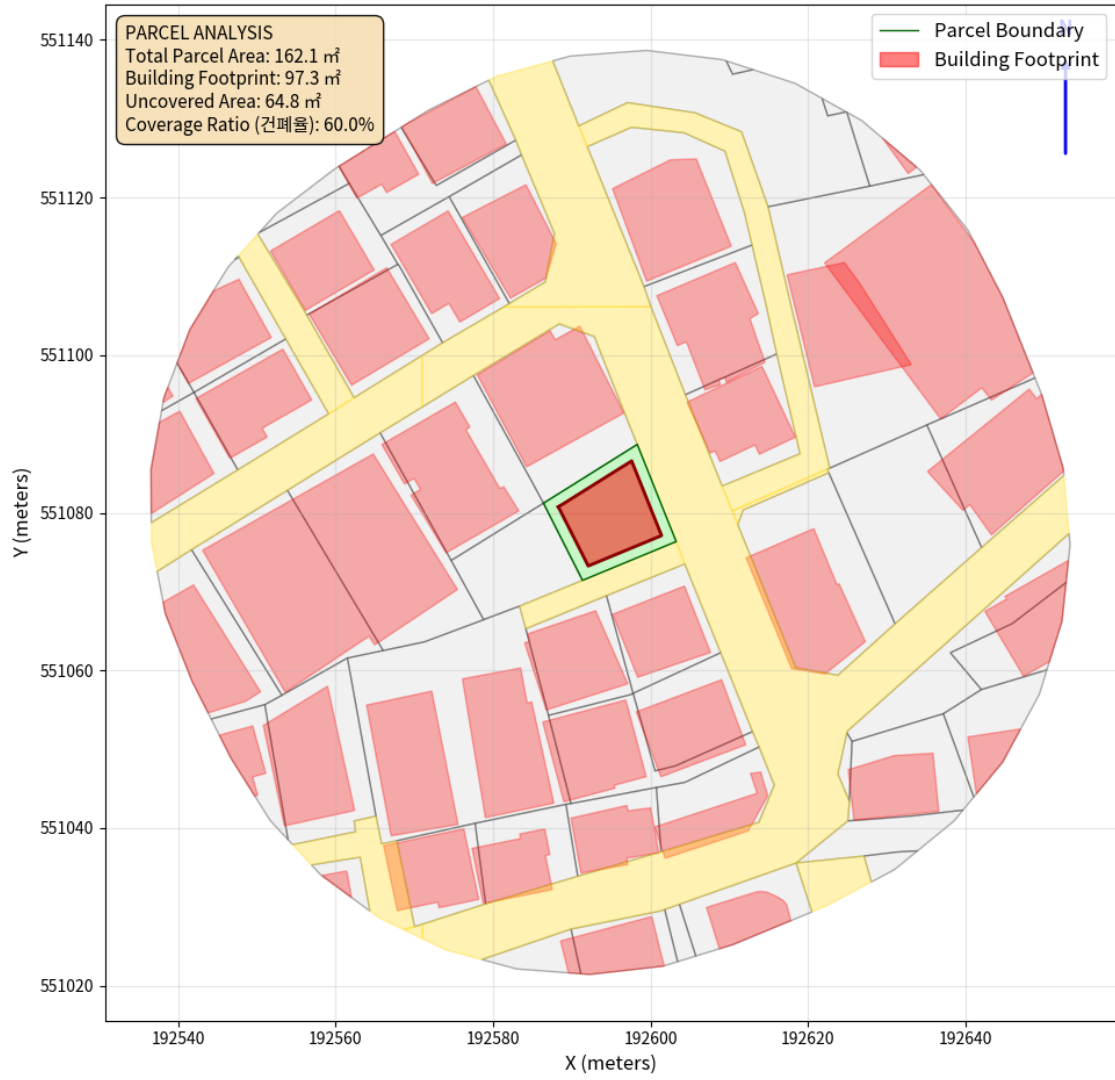 PARCEL ANALYSIS
Total Parcel Area: 162.1 ㎡
Building Footprint: 97.3 ㎡
Uncovered Area: 64.8 ㎡
Coverage Ratio (건폐율): 60.0%
Parcel Boundary
Building Footprint
N
551140
551120
551100
551080
551060
551040
551020
Y (meters)
192540
192560
192580
192600
192620
192640
X (meters)